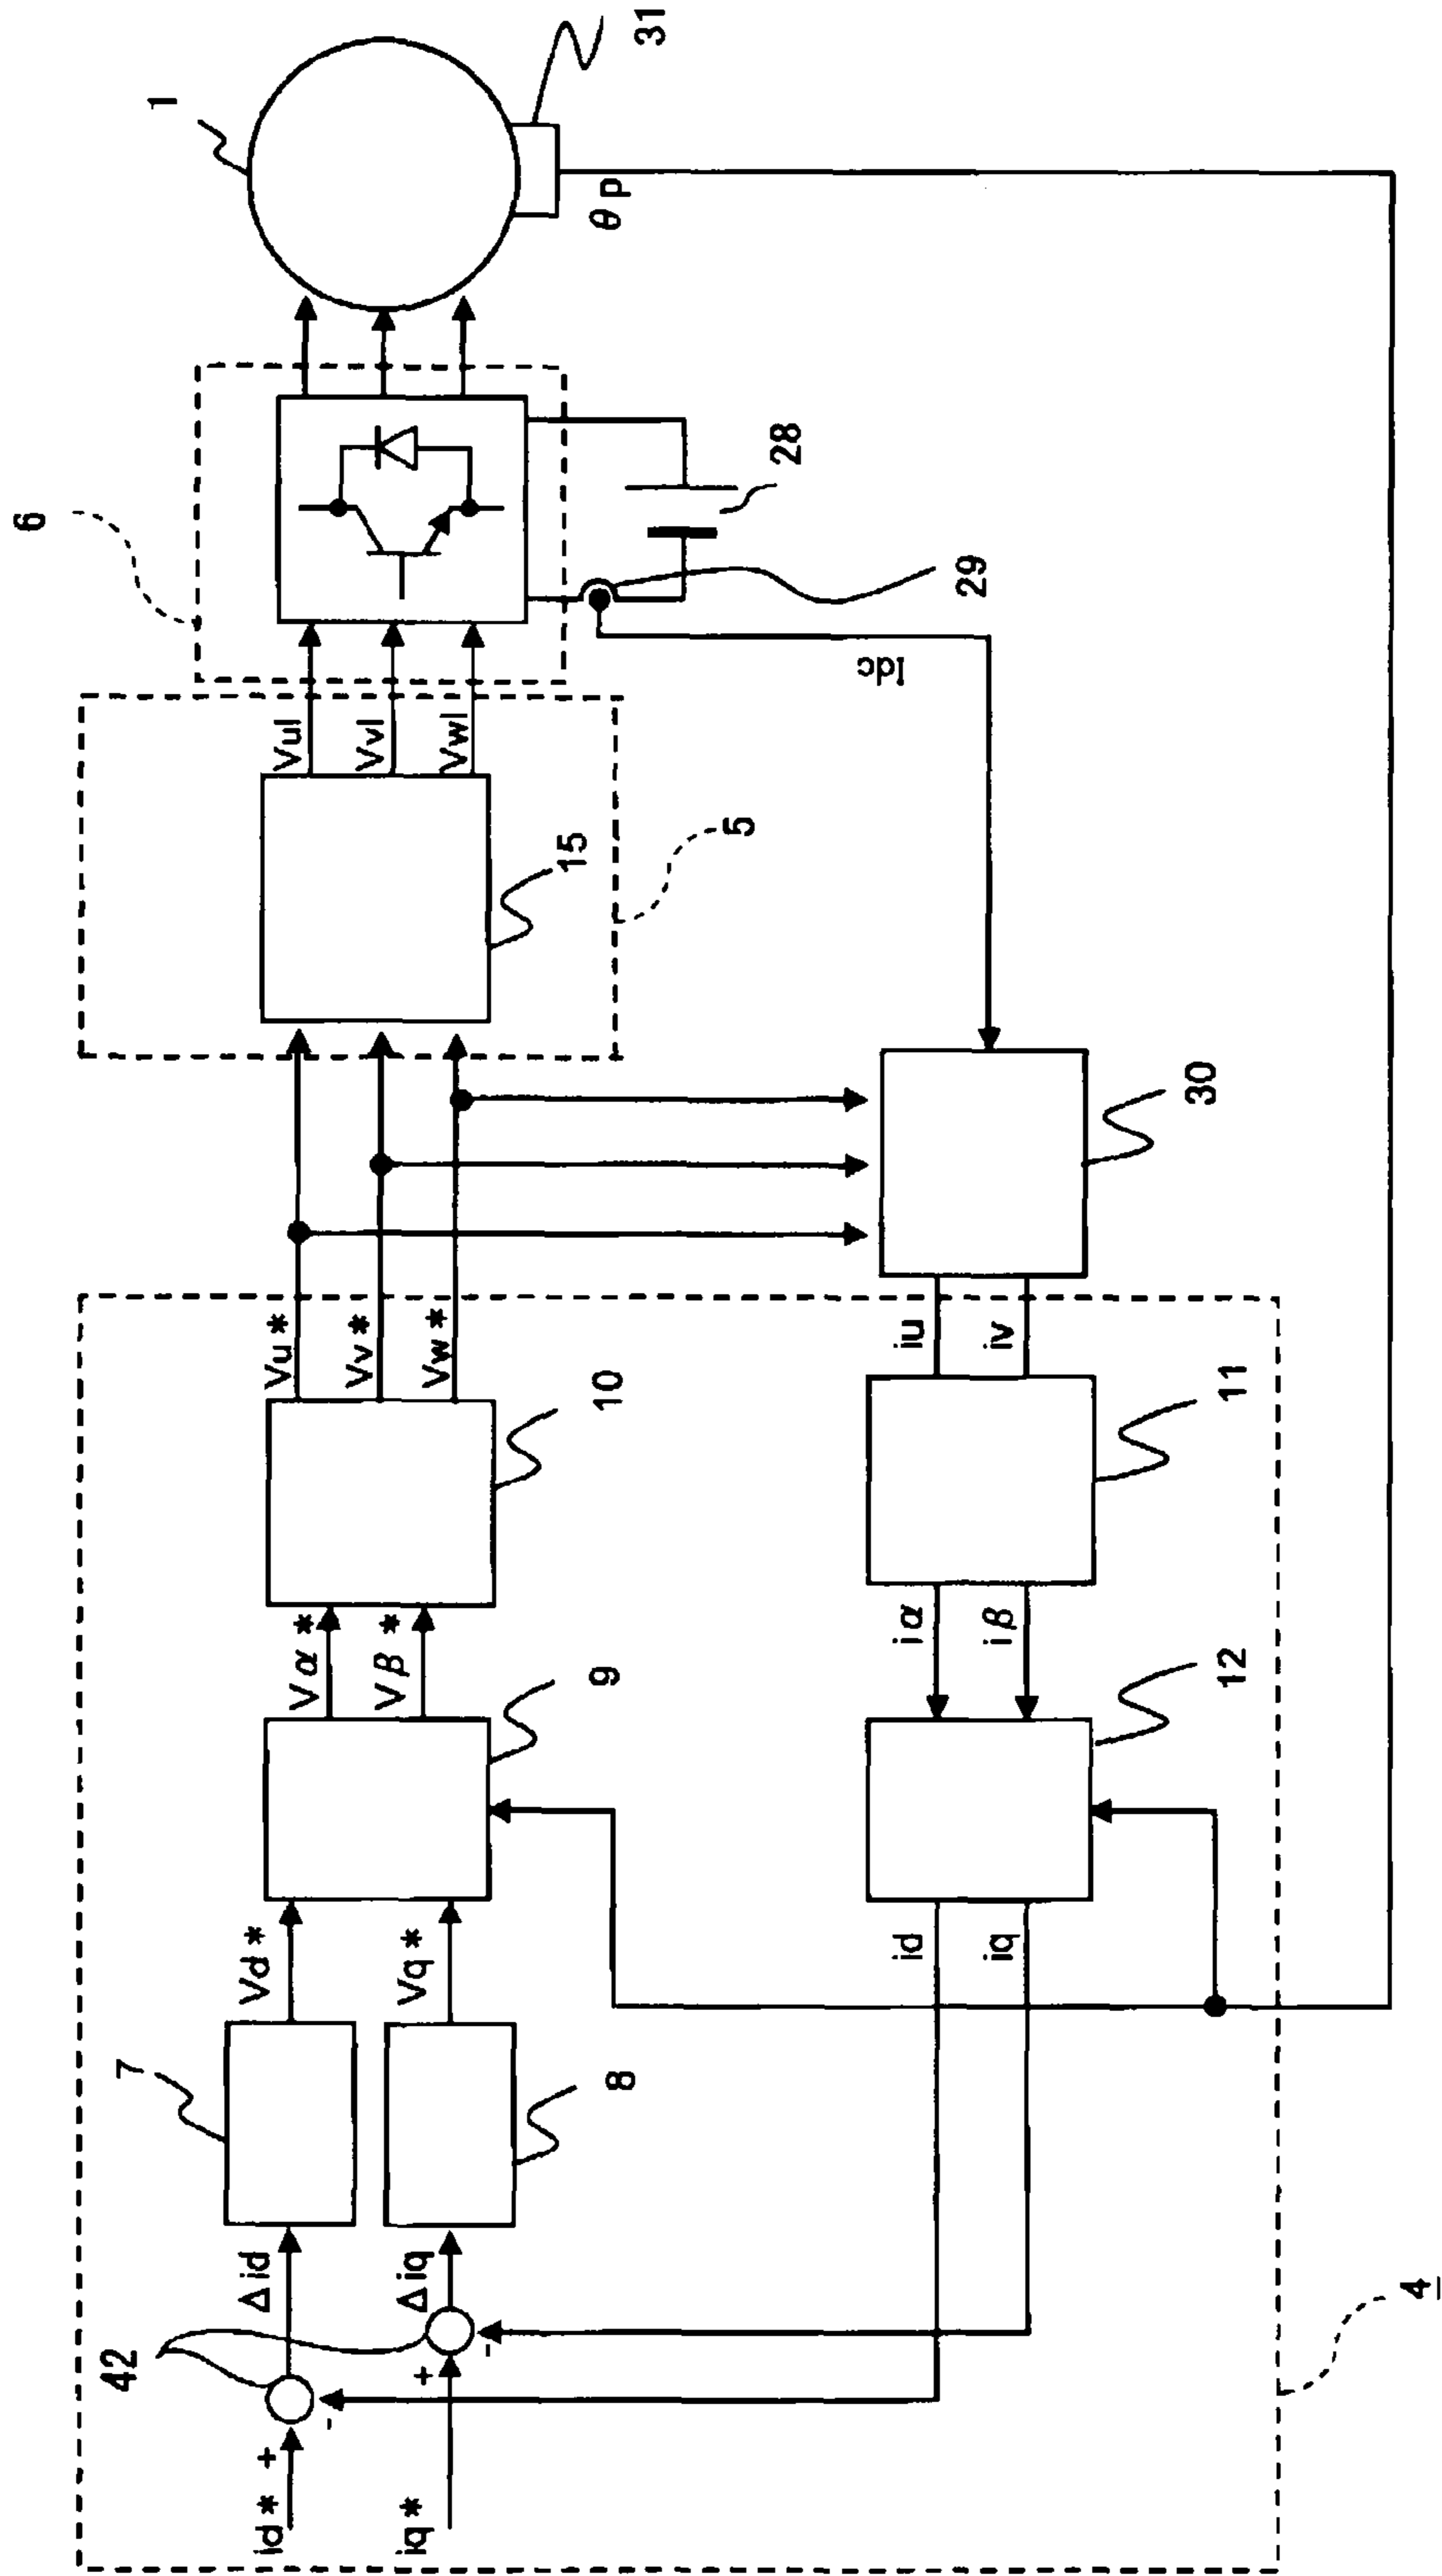 42
id*
+
-
Δid
7
Vd*
iq*
+
-
Δiq
8
Vq*
9
Vα*
Vβ*
10
Vu*
Vv*
Vw*
15
5
Vul
Vvl
Vwl
6
1
31
θp
28
29
Idc
30
iu
iv
11
iα
iβ
12
id
iq
4